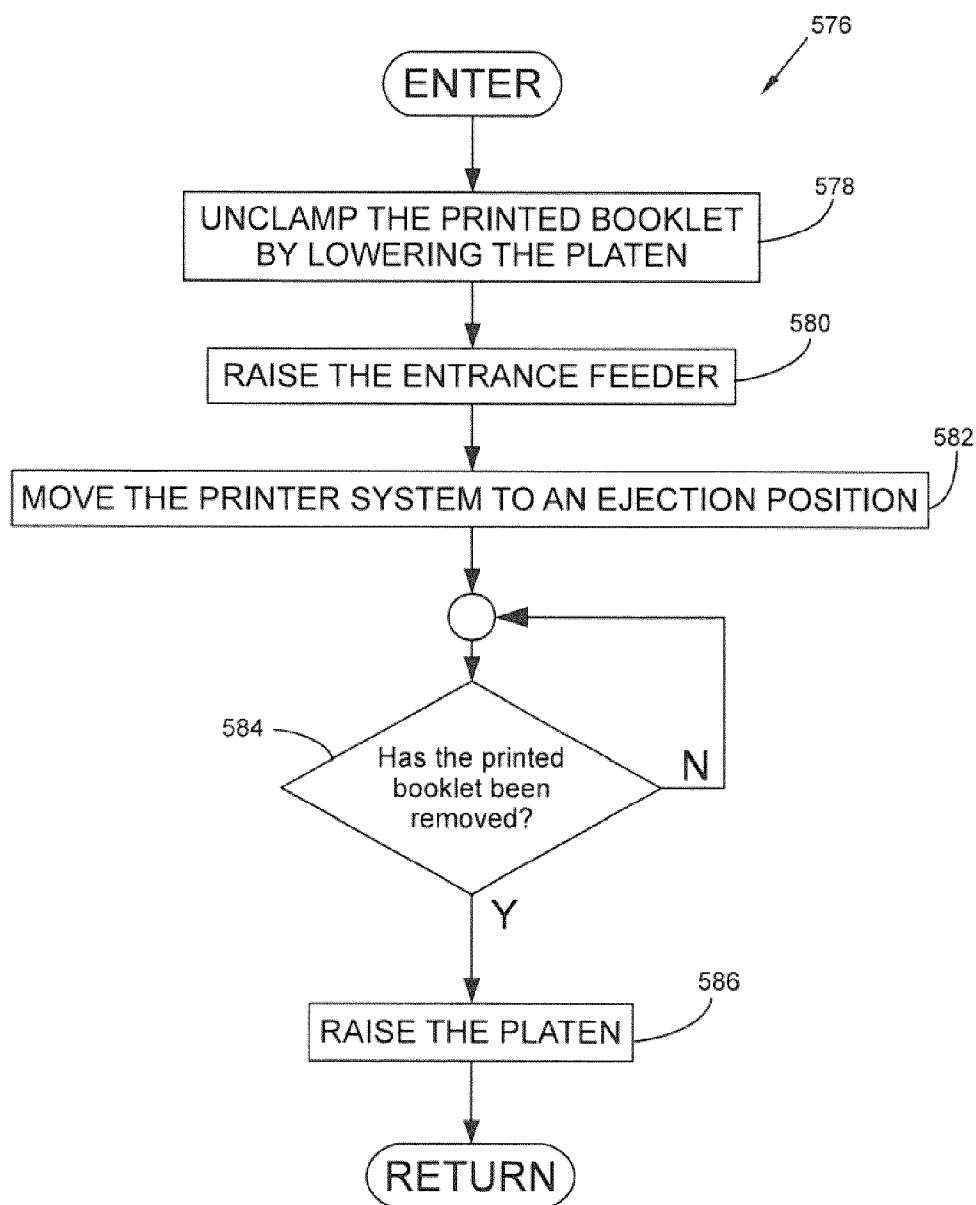 576
ENTER
578
UNCLAMP THE PRINTED BOOKLET
BY LOWERING THE PLATEN
580
RAISE THE ENTRANCE FEEDER
582
MOVE THE PRINTER SYSTEM TO AN EJECTION POSITION
584
Has the printed
booklet been
removed?
N
Y
586
RAISE THE PLATEN
RETURN